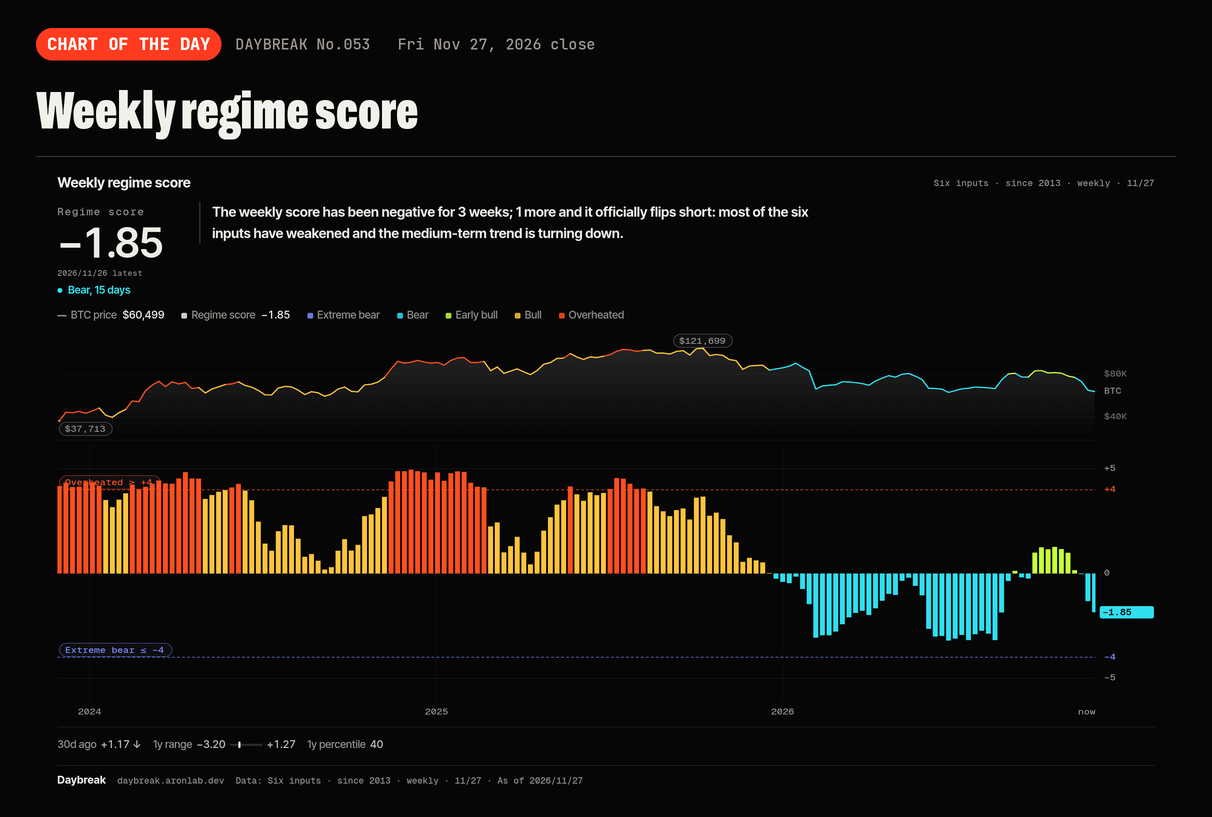 CHART OF THE DAY DAYBREAK No.053 Fri Nov 27, 2026 close
Weekly regime score
Weekly regime score Six inputs · since 2013 · weekly · 11/27
Regime score
−1.85
2026/11/26 latest
Bear, 15 days
The weekly score has been negative for 3 weeks; 1 more and it officially flips short: most of the six
inputs have weakened and the medium-term trend is turning down.
BTC price $60,499 Regime score −1.85 Extreme bear Bear Early bull Bull Overheated
$121,699
$80K
BTC
$40K
$37,713
+5
Overheated ≥ +4
+4
0
−1.85
Extreme bear ≤ −4
−4
−5
2024 2025 2026 now
30d ago +1.17 ↓ 1y range −3.20 +1.27 1y percentile 40
Daybreak daybreak.aronlab.dev Data: Six inputs · since 2013 · weekly · 11/27 · As of 2026/11/27